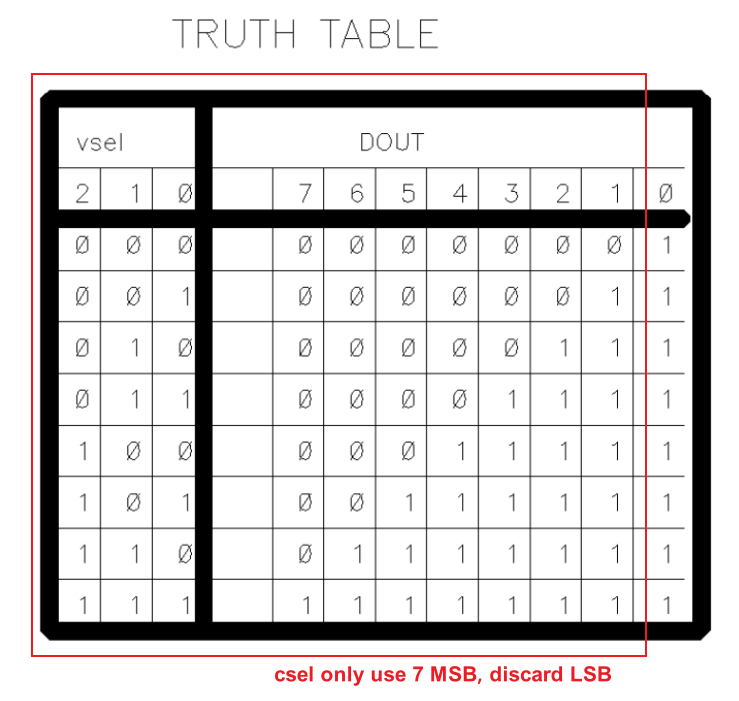 TRUTH TABLE
vsel DOUT
2 1 Ø 7 6 5 4 3 2 1 Ø
Ø Ø Ø Ø Ø Ø Ø Ø Ø Ø 1
Ø Ø 1 Ø Ø Ø Ø Ø Ø 1 1
Ø 1 Ø Ø Ø Ø Ø Ø 1 1 1
Ø 1 1 Ø Ø Ø Ø 1 1 1 1
1 Ø Ø Ø Ø Ø 1 1 1 1 1
1 Ø 1 Ø Ø 1 1 1 1 1 1
1 1 Ø Ø 1 1 1 1 1 1 1
1 1 1 1 1 1 1 1 1 1 1
csel only use 7 MSB, discard LSB